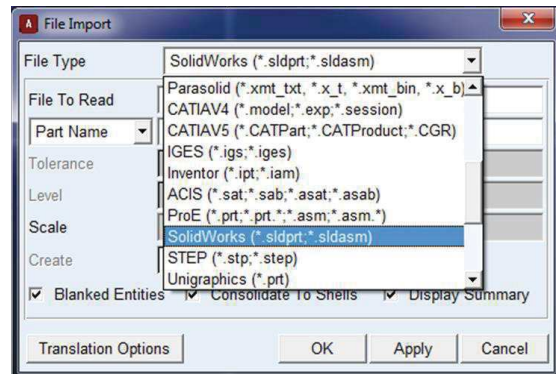 File Import
File Type SolidWorks (*.sldprt;*.sldasm)
File To Read Parasolid (*.xmt_txt, *.x_t, *.xmt_bin, *.x_b)
CATIAV4 (*.model;*.exp;*.session)
Part Name CATIAV5 (*.CATPart;*.CATProduct;*.CGR)
IGES (*.igs;*.iges)
Tolerance Inventor (*.ipt;*.iam)
Level ACIS (*.sat;*.sab;*.asat;*.asab)
ProE (*.prt;*.prt.*;*.asm;*.asm.*)
Scale SolidWorks (*.sldprt;*.sldasm)
Create STEP (*.stp;*.step)
Unigraphics (*.prt)
Blanked Entities Consolidate To Shells Display Summary
Translation Options OK Apply Cancel